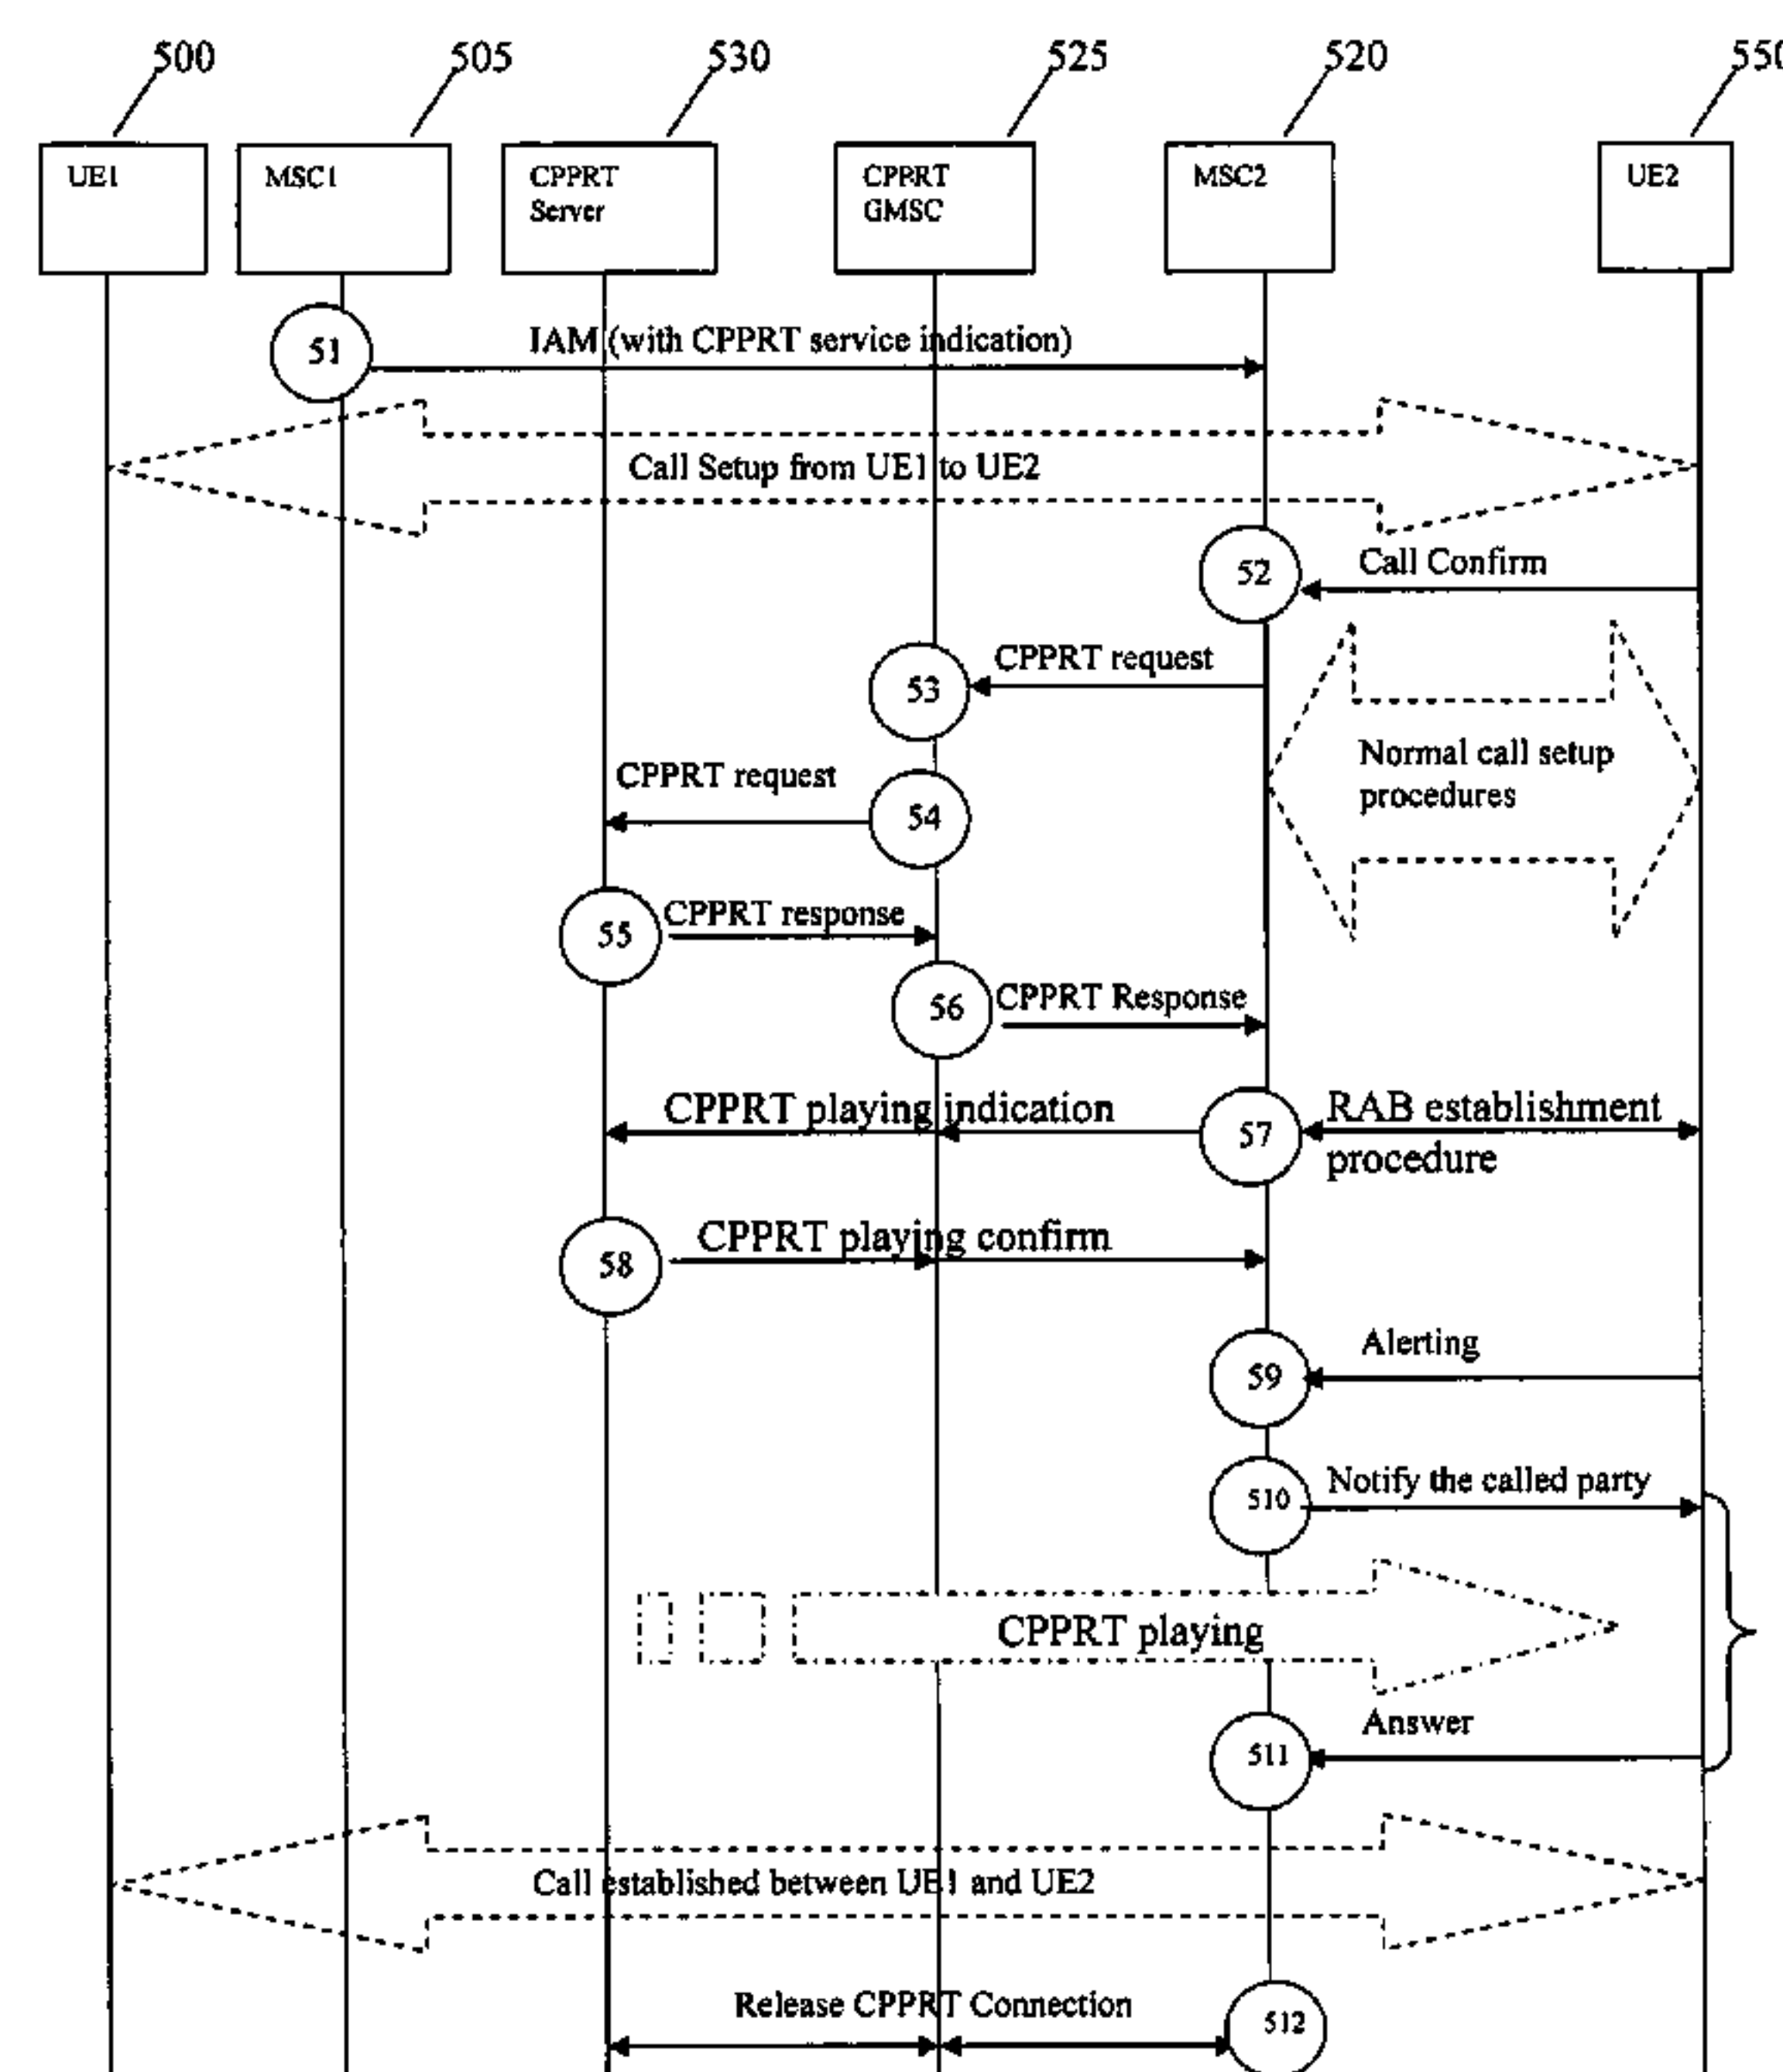 500 505 530 525 520 550
UE1 MSC1 CPPRT CPPRT MSC2 UE2
Server GMSC
IAM (with CPPRT service indication)
51
Call Setup from UE1 to UE2
Call Confirm
52
CPPRT request
53
Normal call setup
procedures
CPPRT request
54
CPPRT response
55
CPPRT Response
56
CPPRT playing indication
RAB establishment
57
procedure
CPPRT playing confirm
58
Alerting
59
Notify the called party
510
CPPRT playing
Answer
511
Call established between UE1 and UE2
Release CPPRT Connection
512